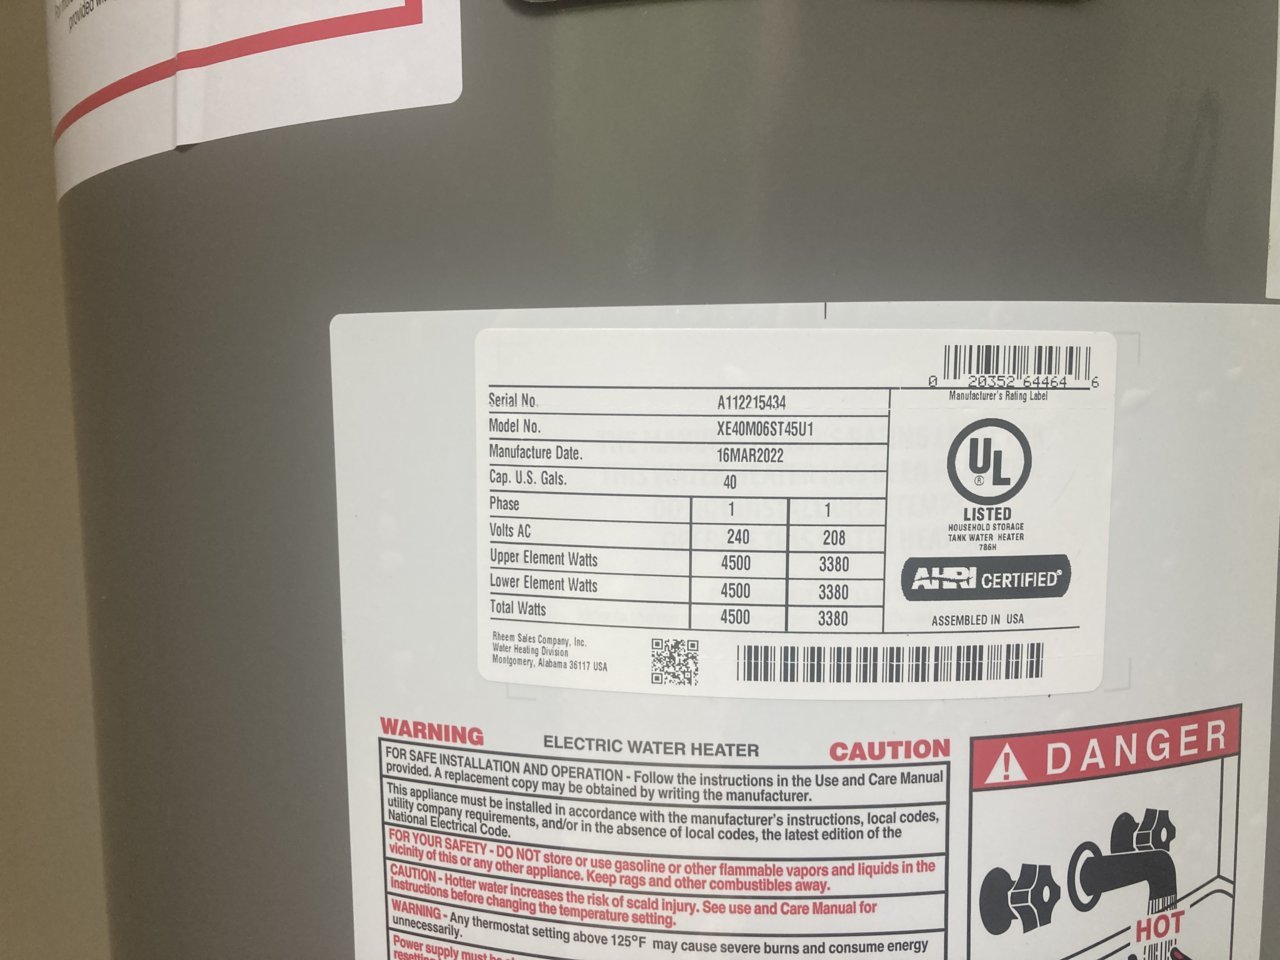 provided
0 20352 64464 6
Manufacturer's Rating Label
Serial No. A112215434
Model No. XE40M06ST45U1
Manufacture Date. 16MAR2022
Cap. U.S. Gals. 40
Phase 1 1
Volts AC 240 208
Upper Element Watts 4500 3380
Lower Element Watts 4500 3380
Total Watts 4500 3380
UL
®
LISTED
HOUSEHOLD STORAGE
TANK WATER HEATER
786H
AHRI CERTIFIED®
ASSEMBLED IN USA
Rheem Sales Company, Inc.
Water Heating Division
Montgomery, Alabama 36117 USA
WARNING ELECTRIC WATER HEATER CAUTION
FOR SAFE INSTALLATION AND OPERATION - Follow the instructions in the Use and Care Manual
provided. A replacement copy may be obtained by writing the manufacturer.
This appliance must be installed in accordance with the manufacturer's instructions, local codes,
utility company requirements, and/or in the absence of local codes, the latest edition of the
National Electrical Code.
FOR YOUR SAFETY - DO NOT store or use gasoline or other flammable vapors and liquids in the
vicinity of this or any other appliance. Keep rags and other combustibles away.
CAUTION - Hotter water increases the risk of scald injury. See use and Care Manual for
instructions before changing the temperature setting.
WARNING - Any thermostat setting above 125°F may cause severe burns and consume energy
unnecessarily.
Power supply must
DANGER
HOT